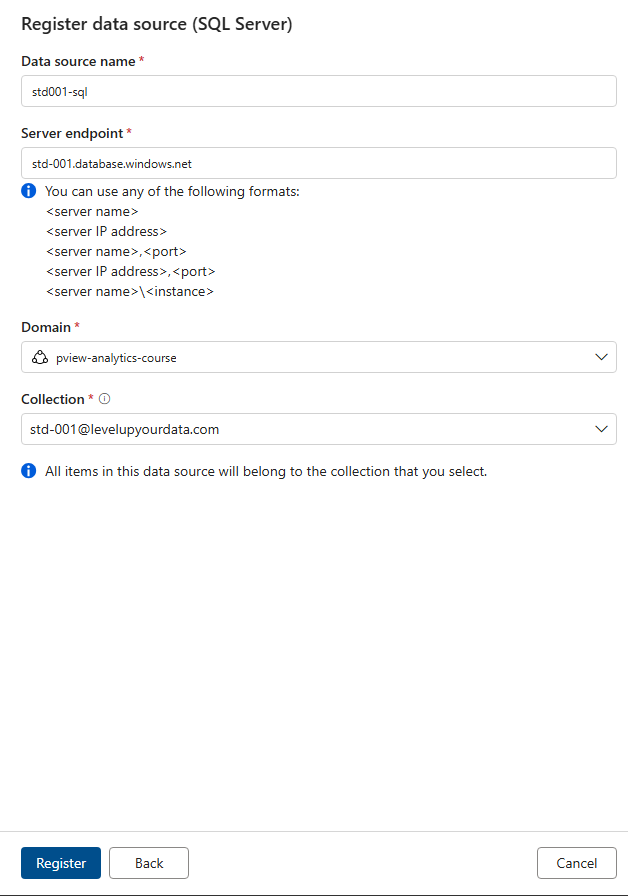 Register data source (SQL Server)
Data source name *
std001-sql
Server endpoint *
std-001.database.windows.net
You can use any of the following formats:
<server name>
<server IP address>
<server name>,<port>
<server IP address>,<port>
<server name>\<instance>
Domain *
pview-analytics-course
Collection *
std-001@levelupyourdata.com
All items in this data source will belong to the collection that you select.
Register
Back
Cancel